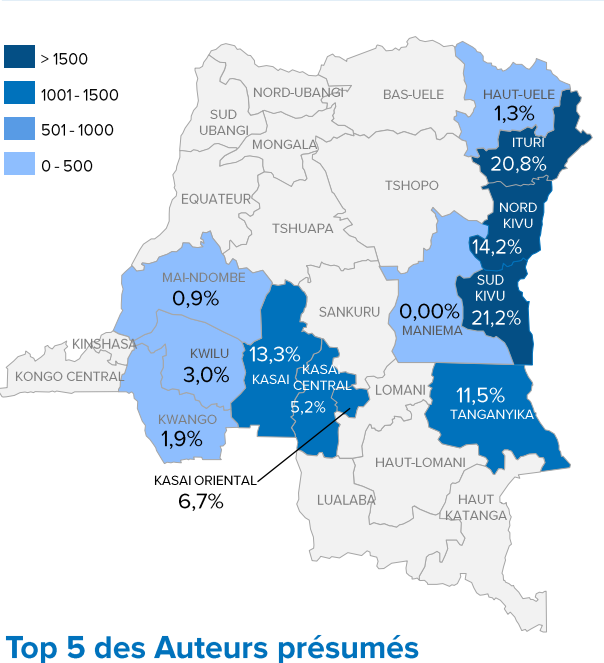 > 1500
1001 - 1500
501 - 1000
0 - 500
NORD-UBANGI
BAS-UELE
HAUT-UELE
1,3%
SUD
UBANGI
MONGALA
ITURI
20,8%
EQUATEUR
TSHUAPA
TSHOPO
NORD
KIVU
14,2%
MAI-NDOMBE
0,9%
SANKURU
0,00%
MANIEMA
SUD
KIVU
21,2%
KINSHASA
KONGO CENTRAL
KWILU
3,0%
13,3%
KASAI
KASAI
CENTRAL
5,2%
LOMANI
11,5%
TANGANYIKA
KWANGO
1,9%
KASAI ORIENTAL
6,7%
HAUT-LOMANI
LUALABA
HAUT
KATANGA
Top 5 des Auteurs présumés